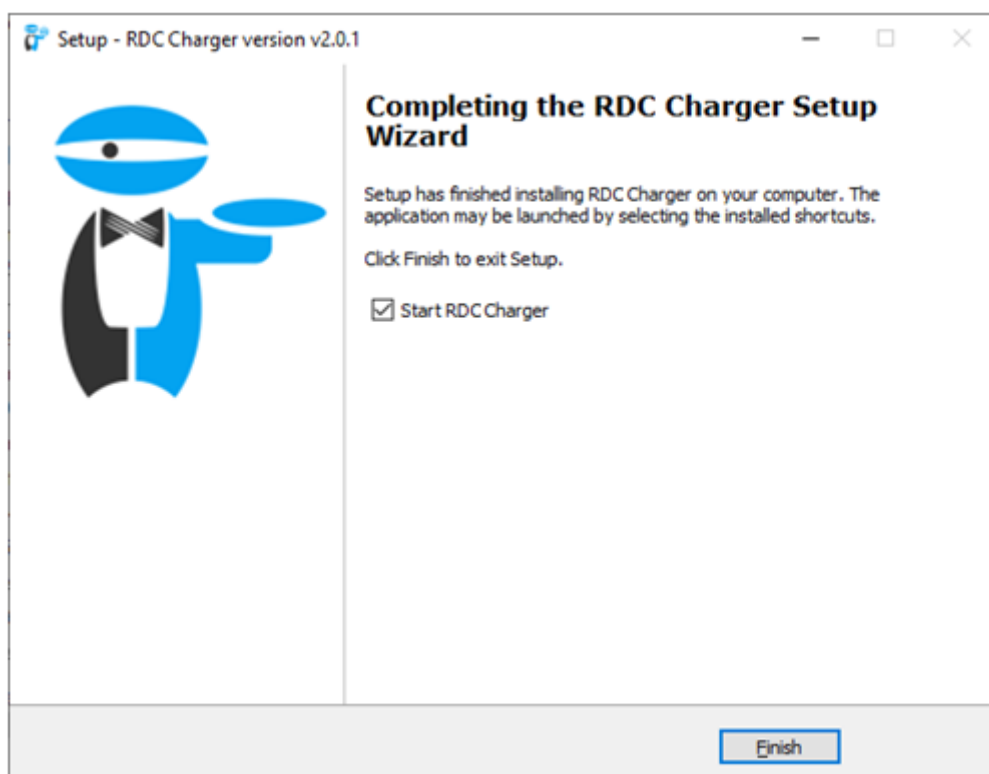 Setup - RDC Charger version v2.0.1
Completing the RDC Charger Setup
Wizard
Setup has finished installing RDC Charger on your computer. The
application may be launched by selecting the installed shortcuts.
Click Finish to exit Setup.
Start RDC Charger
Finish